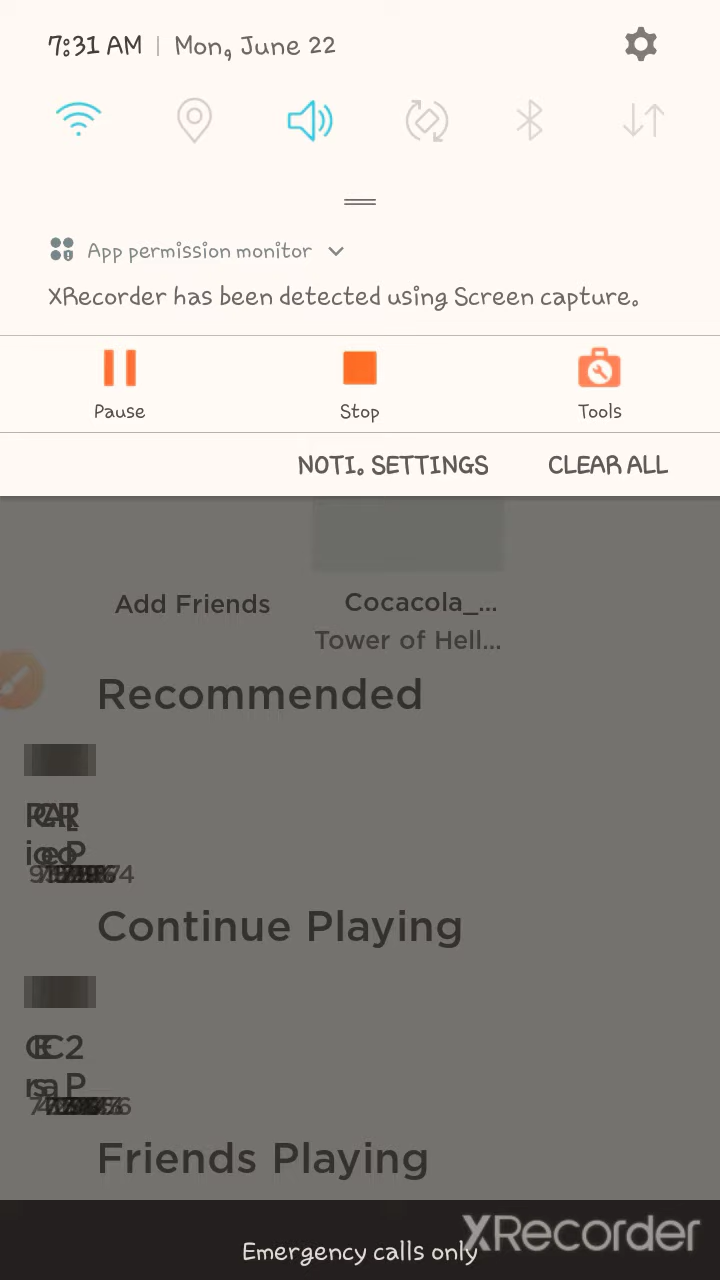 7:31 AM | Mon, June 22
App permission monitor
XRecorder has been detected using Screen capture.
Pause Stop Tools
NOTI. SETTINGS CLEAR ALL
Add Friends Cocacola_...
Tower of Hell...
Recommended
Continue Playing
Friends Playing
XRecorder
Emergency calls only